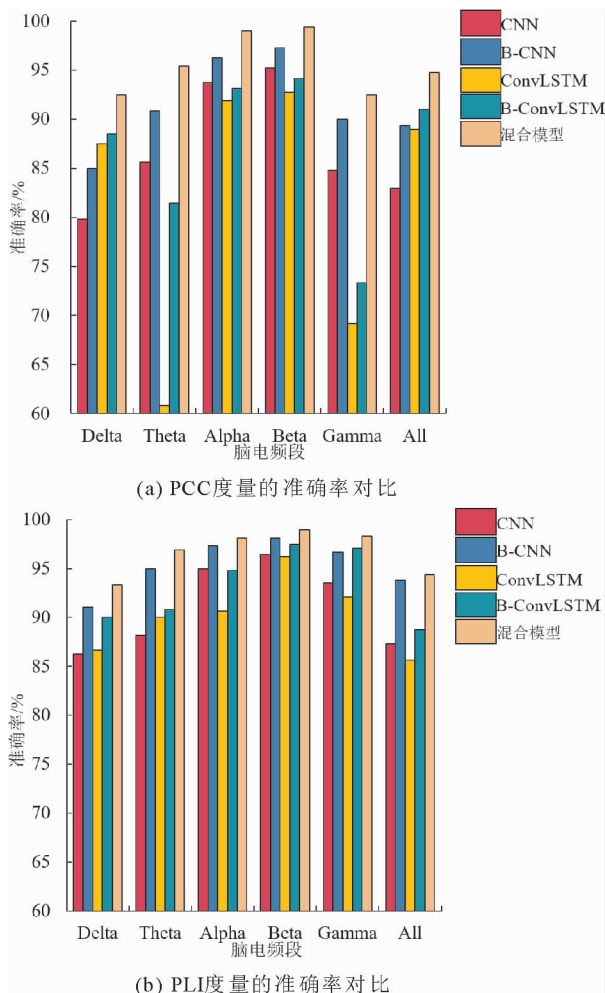 100
95
90
85
80
75
70
65
60
准确率/%
CNN
B-CNN
ConvLSTM
B-ConvLSTM
混合模型
Delta Theta Alpha Beta Gamma All
脑电频段
(a) PCC度量的准确率对比
100
95
90
85
80
75
70
65
60
准确率/%
CNN
B-CNN
ConvLSTM
B-ConvLSTM
混合模型
Delta Theta Alpha Beta Gamma All
脑电频段
(b) PLI度量的准确率对比